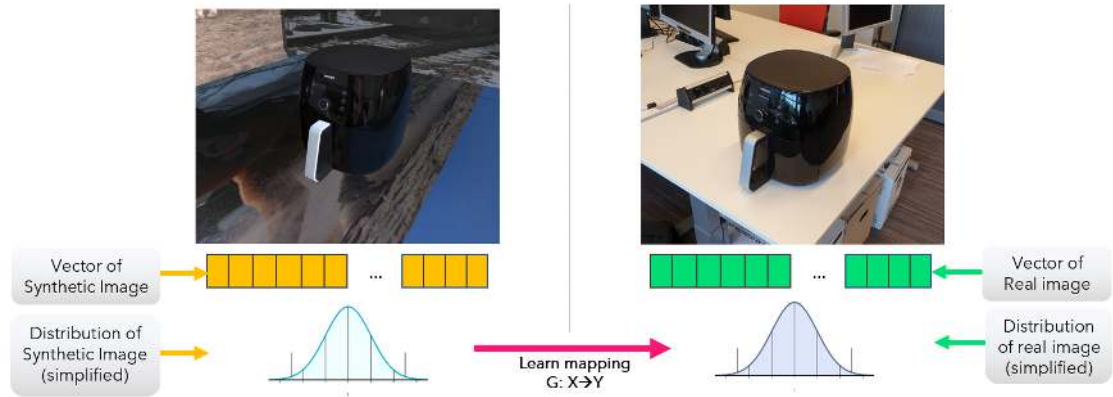 Vector of
Synthetic Image
...
...
Vector of
Real image
Distribution of
Synthetic Image
(simplified)
Learn mapping
G: X→Y
Distribution
of real image
(simplified)